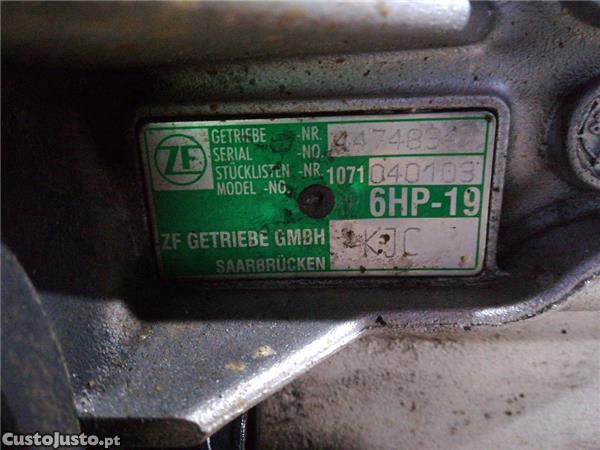 ZF
GETRIEBE -NR.
SERIAL -NO. 447483
STÜCKLISTEN -NR. 1071 040103
MODEL -NO.
6HP-19
ZF GETRIEBE GMBH KJC
SAARBRÜCKEN
CustoJusto.pt